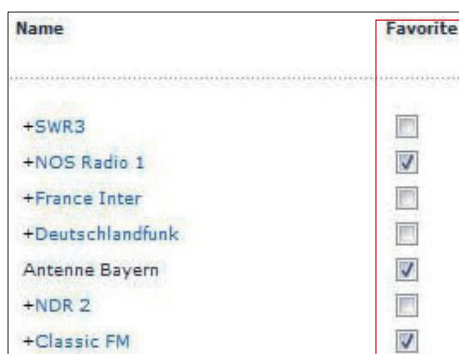 Name Favorite
+SWR3
+NOS Radio 1
+France Inter
+Deutschlandfunk
Antenne Bayern
+NDR 2
+Classic FM